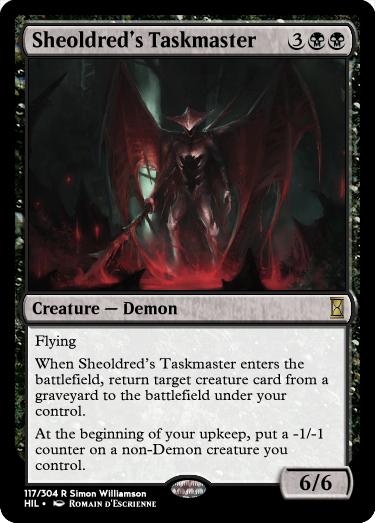 Sheoldred's Taskmaster 3
Creature — Demon
Flying
When Sheoldred's Taskmaster enters the
battlefield, return target creature card from a
graveyard to the battlefield under your
control.
At the beginning of your upkeep, put a -1/-1
counter on a non-Demon creature you
control.
6/6
117/304 R Simon Williamson
HIL • Romain d'Escrienne